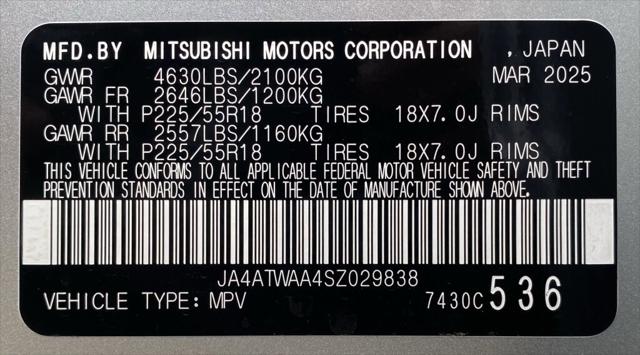 MFD.BY MITSUBISHI MOTORS CORPORATION , JAPAN
GVWR 4630LBS/2100KG MAR 2025
GAWR FR 2646LBS/1200KG
WITH P225/55R18 TIRES 18X7.0J RIMS
GAWR RR 2557LBS/1160KG
WITH P225/55R18 TIRES 18X7.0J RIMS
THIS VEHICLE CONFORMS TO ALL APPLICABLE FEDERAL MOTOR VEHICLE SAFETY AND THEFT
PREVENTION STANDARDS IN EFFECT ON THE DATE OF MANUFACTURE SHOWN ABOVE.
JA4ATWAA4SZ029838
VEHICLE TYPE: MPV 7430C 536